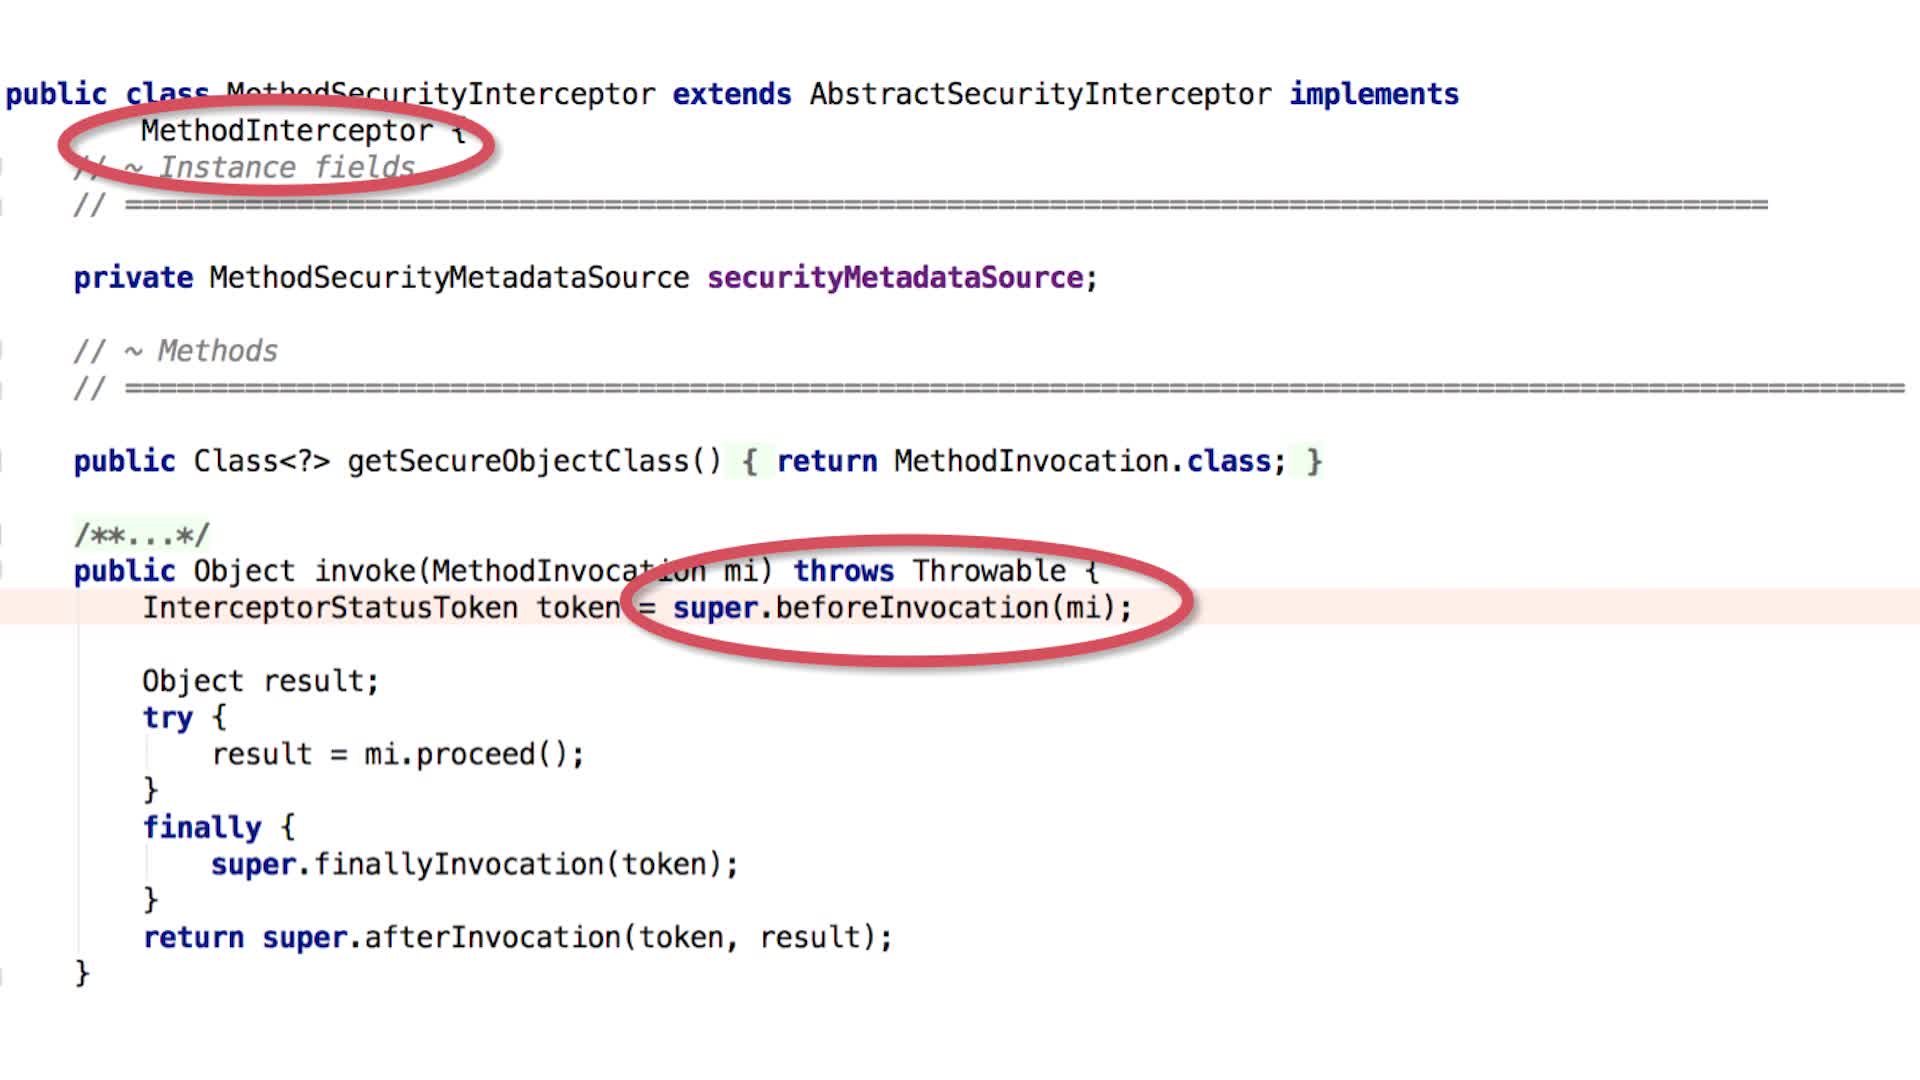 public class MethodSecurityInterceptor extends AbstractSecurityInterceptor implements
MethodInterceptor {
// ~ Instance fields
// ================================================================================================
private MethodSecurityMetadataSource securityMetadataSource;
// ~ Methods
// ========================================================================================================
public Class<?> getSecureObjectClass() { return MethodInvocation.class; }
/**...*/
public Object invoke(MethodInvocation mi) throws Throwable {
InterceptorStatusToken token = super.beforeInvocation(mi);
Object result;
try {
result = mi.proceed();
}
finally {
super.finallyInvocation(token);
}
return super.afterInvocation(token, result);
}